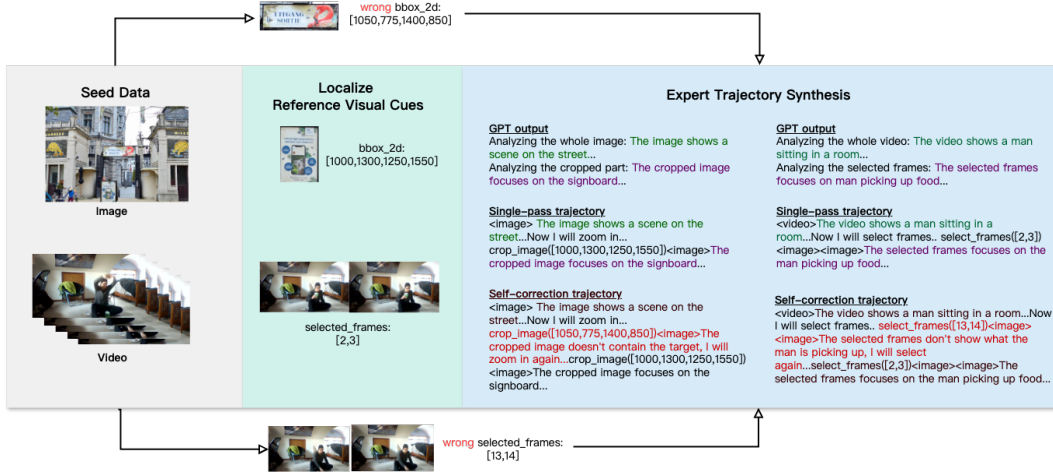 UITGANG
SORTIE
wrong bbox_2d:
[1050,775,1400,850]
Seed Data
Image
Video
Localize
Reference Visual Cues
bbox_2d:
[1000,1300,1250,1550]
selected_frames:
[2,3]
Expert Trajectory Synthesis
GPT output
Analyzing the whole image: The image shows a
scene on the street...
Analyzing the cropped part: The cropped image
focuses on the signboard...
Single-pass trajectory
<image> The image shows a scene on the
street...Now I will zoom in...
crop_image([1000,1300,1250,1550])<image>The
cropped image focuses on the signboard...
Self-correction trajectory
<image> The image shows a scene on the
street...Now I will zoom in...
crop_image([1050,775,1400,850])<image>The
cropped image doesn't contain the target, I will
zoom in again...crop_image([1000,1300,1250,1550])
<image>The cropped image focuses on the
signboard...
GPT output
Analyzing the whole video: The video shows a man
sitting in a room...
Analyzing the selected frames: The selected frames
focuses on man picking up food...
Single-pass trajectory
<video>The video shows a man sitting in a
room...Now I will select frames.. select_frames([2,3])
<image><image>The selected frames focuses on the
man picking up food...
Self-correction trajectory
<video>The video shows a man sitting in a room...Now
I will select frames.. select_frames([13,14])<image>
<image>The selected frames don't show what the
man is picking up, I will select
again...select_frames([2,3])<image><image>The
selected frames focuses on the man picking up food...
wrong selected_frames:
[13,14]